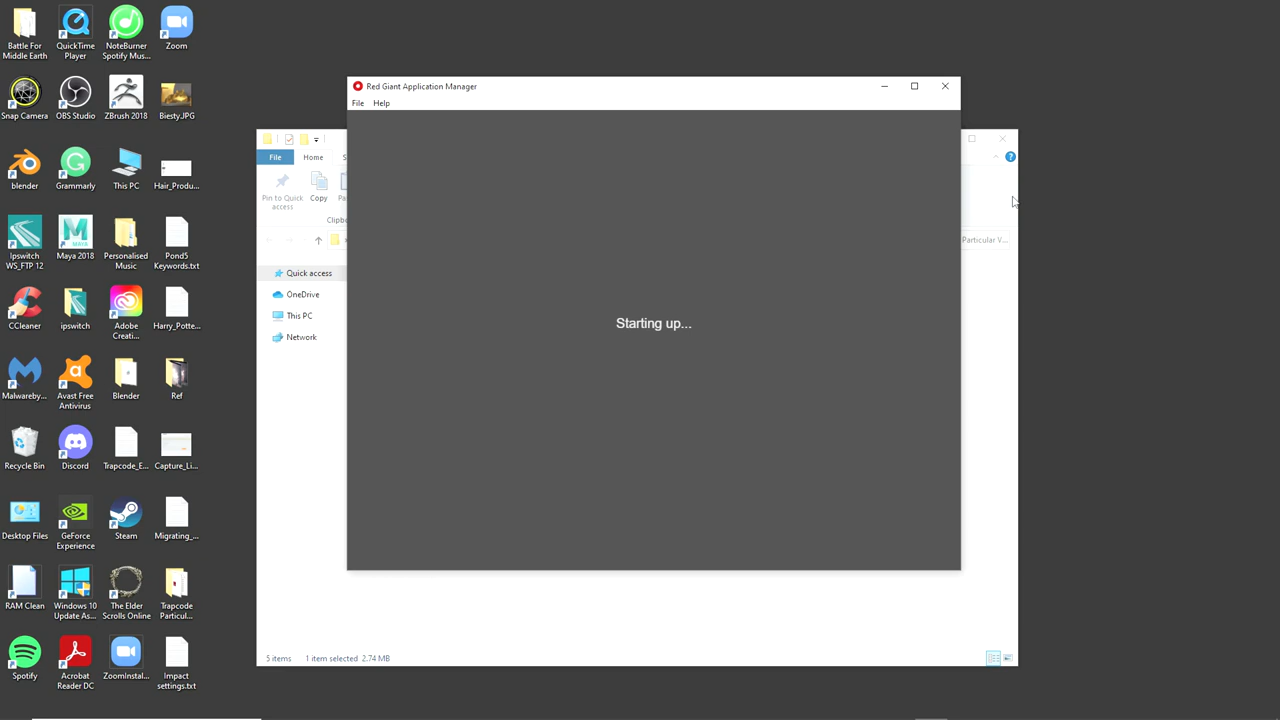 Battle For
Middle Earth
QuickTime
Player
NoteBurner
Spotify Mus...
Zoom
Snap Camera
OBS Studio
ZBrush 2018
Biesty.JPG
blender
Grammarly
This PC
Hair_Produ...
Ipswitch
WS_FTP 12
Maya 2018
Personalised
Music
Pond5
Keywords.txt
CCleaner
ipswitch
Adobe
Creati...
Harry_Potte...
Malwareby...
Avast Free
Antivirus
Blender
Ref
Recycle Bin
Discord
Trapcode_E...
Capture_Li...
Desktop Files
GeForce
Experience
Steam
Migrating_...
RAM Clean
Windows 10
Update As...
The Elder
Scrolls Online
Trapcode
Particul...
Spotify
Acrobat
Reader DC
ZoomInstal...
Impact
settings.txt
Red Giant Application Manager
File Help
Starting up...
File Home S
Pin to Quick
access
Copy
Pas
Clipbo
Particular V...
Quick access
OneDrive
This PC
Network
5 items 1 item selected 2.74 MB